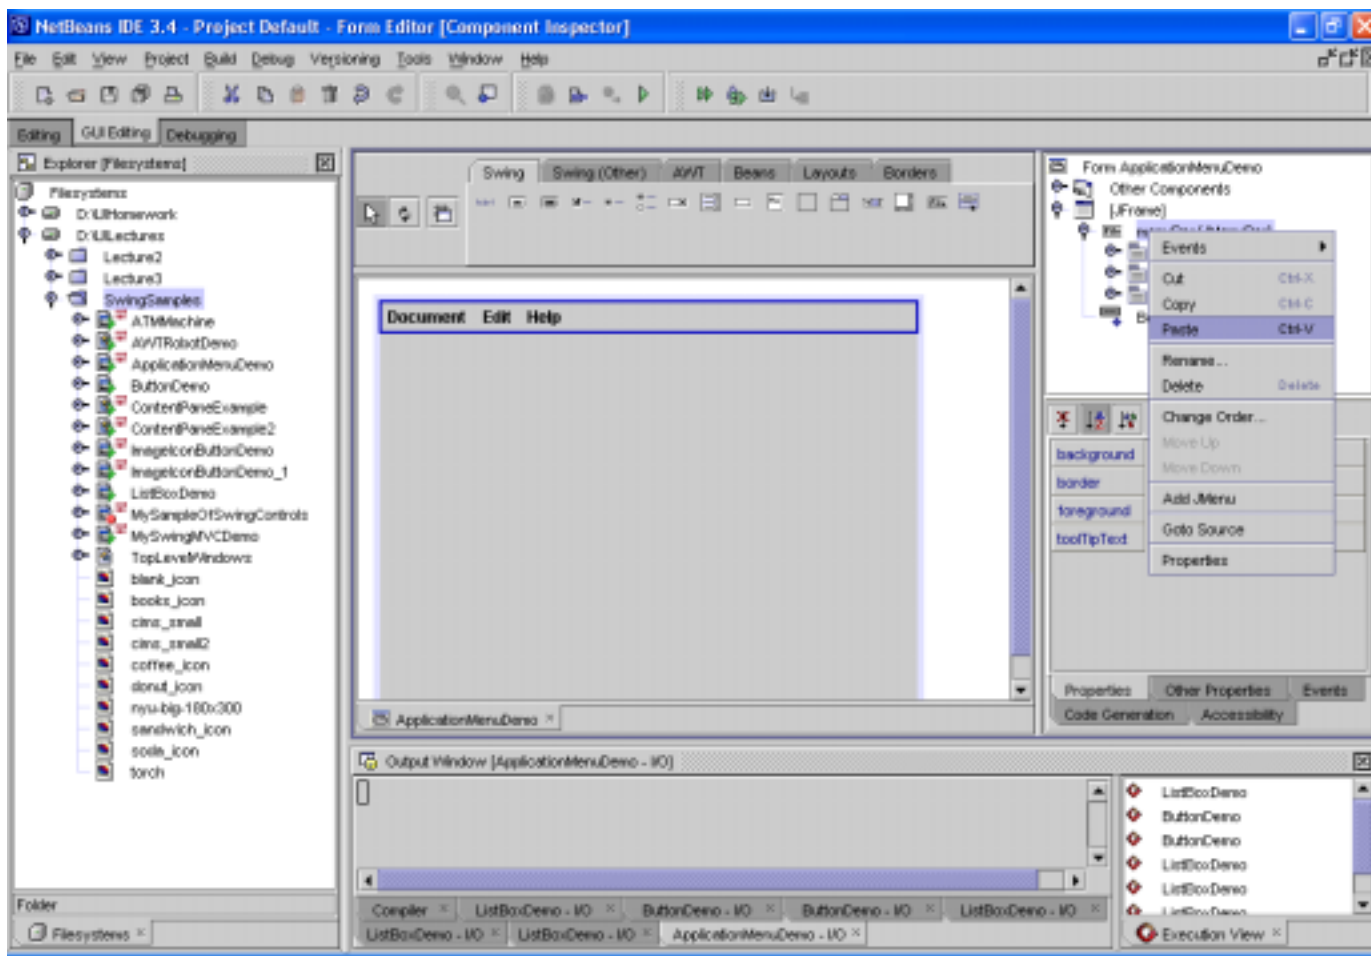 NetBeans IDE 3.4 - Project Default - Form Editor [Component Inspector]
File Edit View Project Build Debug Versioning Tools Window Help
Editing GUI Editing Debugging
Explorer [Filesystems]
Filesystems
D:\UIHomework
D:\UILectures
Lecture2
Lecture3
SwingSamples
ATMMachine
AWTRobotDemo
ApplicationMenuDemo
ButtonDemo
ContentPaneExample
ContentPaneExample2
ImageIconButtonDemo
ImageIconButtonDemo_1
ListBoxDemo
MySampleOfSwingControls
MySwingMVCDemo
TopLevelWindows
blank_icon
books_icon
cims_small
cims_small2
coffee_icon
donut_icon
nyu-big-180x300
sandwich_icon
soda_icon
torch
Folder
Filesystems
Swing Swing (Other) AWT Beans Layouts Borders
Document Edit Help
ApplicationMenuDemo
Form ApplicationMenuDemo
Other Components
[JFrame]
Events
Cut Ctrl-X
Copy Ctrl-C
Paste Ctrl-V
Rename...
Delete Delete
Change Order...
Move Up
Move Down
Add JMenu
Goto Source
Properties
background
border
foreground
toolTipText
Properties Other Properties Events
Code Generation Accessibility
Output Window [ApplicationMenuDemo - I/O]
Compiler ListBoxDemo - I/O ButtonDemo - I/O ButtonDemo - I/O ListBoxDemo - I/O
ListBoxDemo - I/O ListBoxDemo - I/O ApplicationMenuDemo - I/O
ListBoxDemo
ButtonDemo
ButtonDemo
ListBoxDemo
ListBoxDemo
ListBoxDemo
Execution View